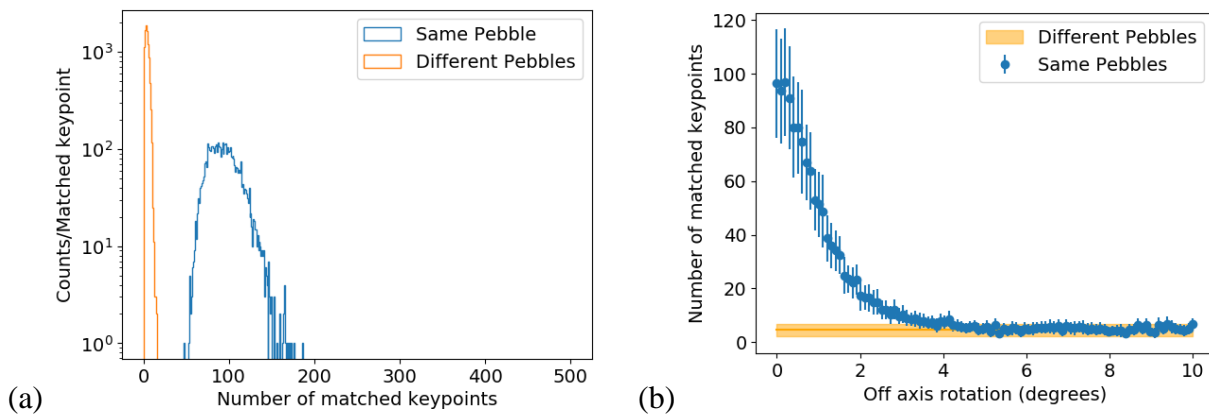 Counts/Matched keypoint
10³
10²
10¹
10⁰
Same Pebble
Different Pebbles
0 100 200 300 400 500
Number of matched keypoints
(a)
Number of matched keypoints
120
100
80
60
40
20
0
Different Pebbles
Same Pebbles
0 2 4 6 8 10
Off axis rotation (degrees)
(b)